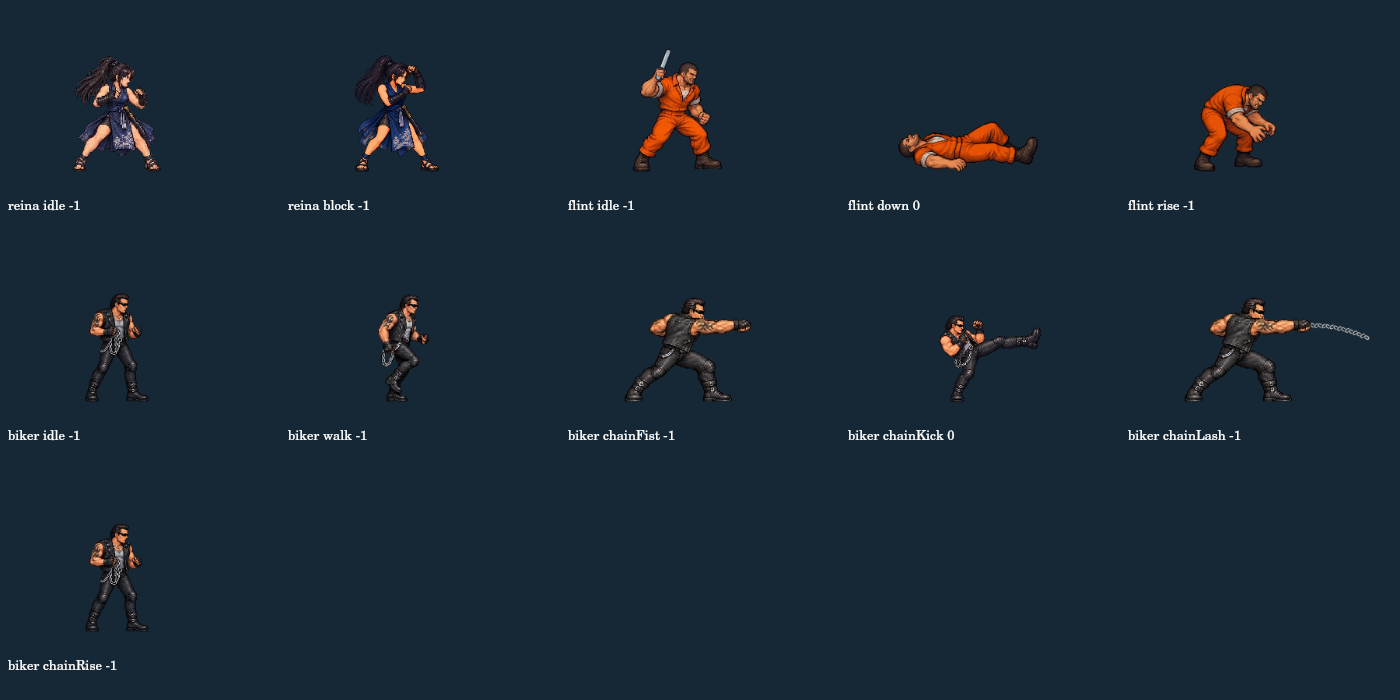 reina idle -1
reina block -1
flint idle -1
flint down 0
flint rise -1
biker idle -1
biker walk -1
biker chainFist -1
biker chainKick 0
biker chainLash -1
biker chainRise -1